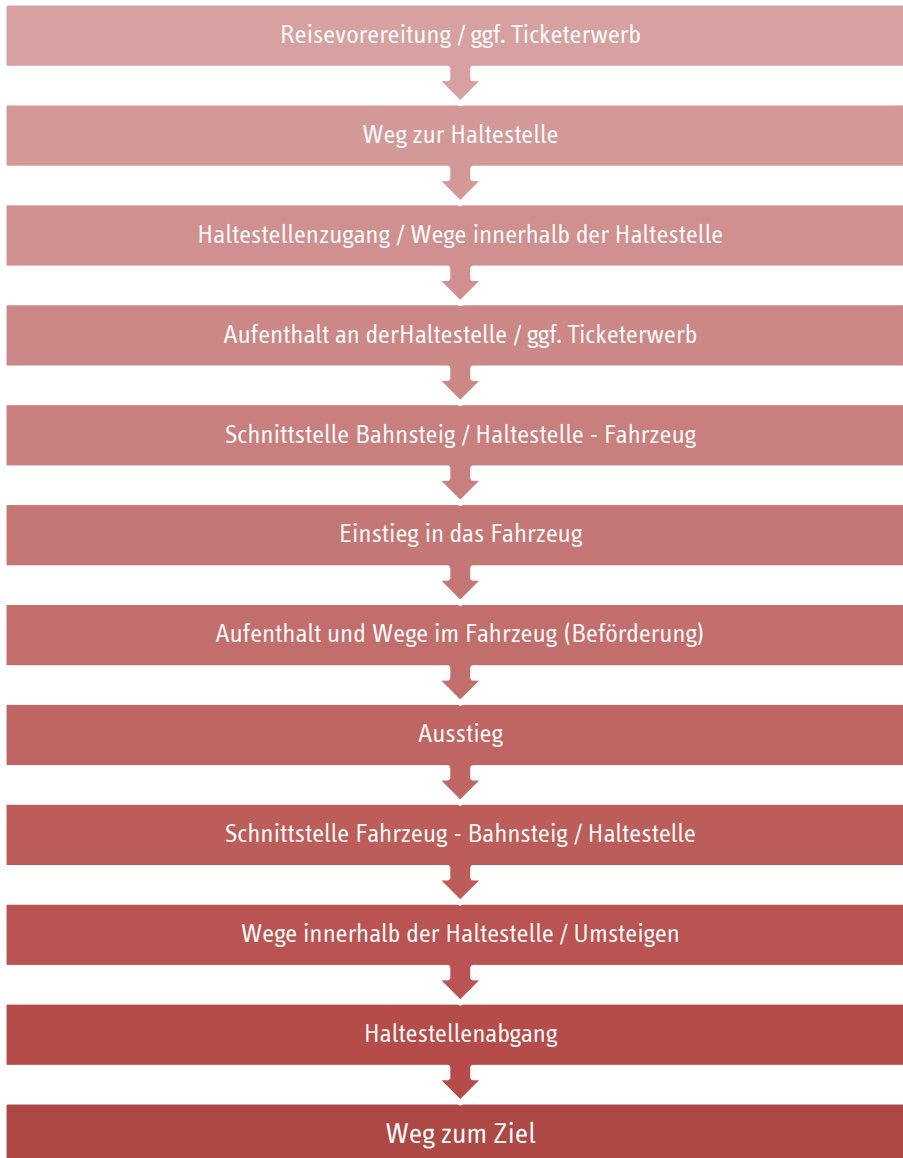 Reisevorereitung / ggf. Ticketerwerb
Weg zur Haltestelle
Haltestellenzugang / Wege innerhalb der Haltestelle
Aufenthalt an derHaltestelle / ggf. Ticketerwerb
Schnittstelle Bahnsteig / Haltestelle - Fahrzeug
Einstieg in das Fahrzeug
Aufenthalt und Wege im Fahrzeug (Beförderung)
Ausstieg
Schnittstelle Fahrzeug - Bahnsteig / Haltestelle
Wege innerhalb der Haltestelle / Umsteigen
Haltestellenabgang
Weg zum Ziel